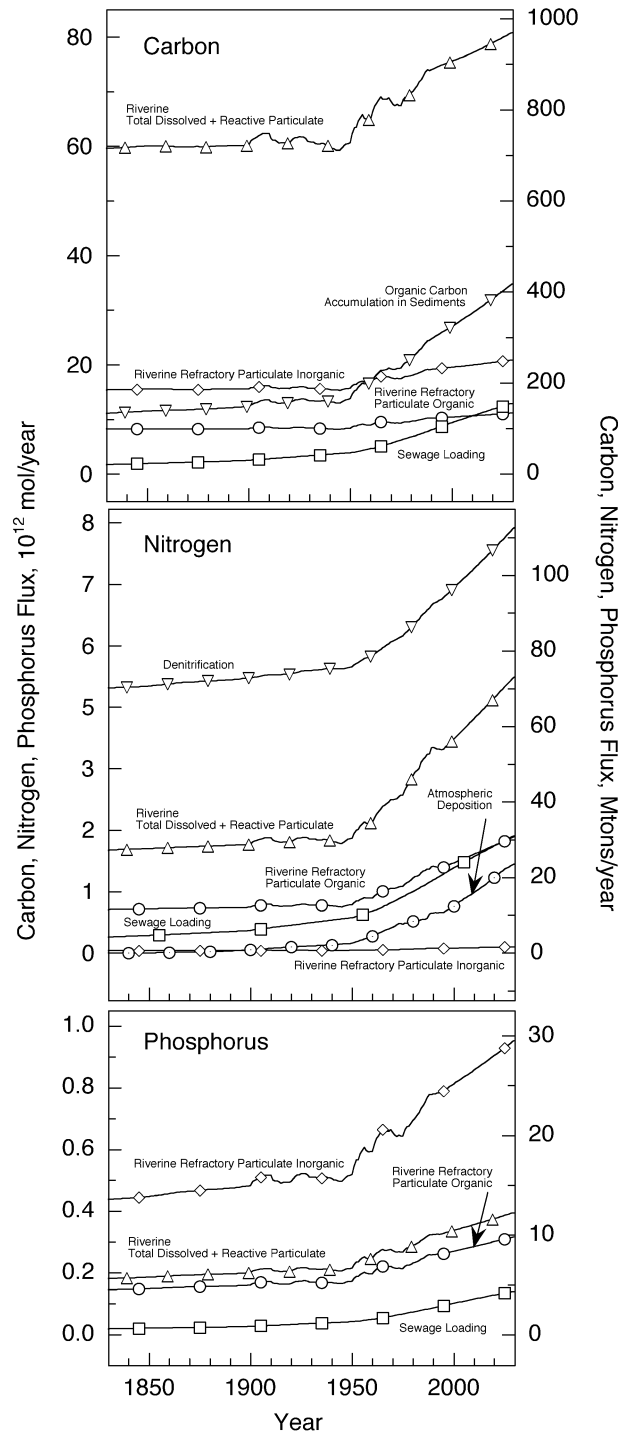 Carbon
80
60
40
20
0
1000
800
600
400
200
0
Riverine
Total Dissolved + Reactive Particulate
Organic Carbon
Accumulation in Sediments
Riverine Refractory Particulate Inorganic
Riverine Refractory
Particulate Organic
Sewage Loading
Carbon, Nitrogen, Phosphorus Flux, 10¹² mol/year
Carbon, Nitrogen, Phosphorus Flux, Mtons/year
Nitrogen
8
7
6
5
3
2
1
0
100
80
60
40
20
0
Denitrification
Riverine
Total Dissolved + Reactive Particulate
Atmospheric
Deposition
Riverine Refractory
Particulate Organic
Sewage Loading
Riverine Refractory Particulate Inorganic
Phosphorus
1.0
0.8
0.6
0.4
0.2
0.0
30
20
10
0
Riverine Refractory Particulate Inorganic
Riverine Refractory
Particulate Organic
Riverine
Total Dissolved + Reactive Particulate
Sewage Loading
1850 1900 1950 2000
Year